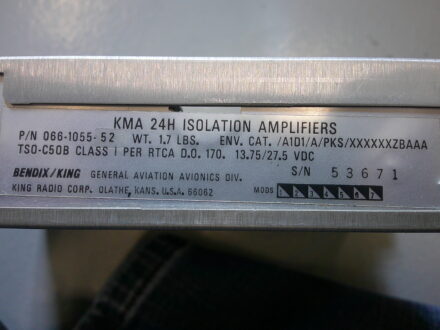 KMA 24H ISOLATION AMPLIFIERS
P/N 066-1055-52 WT. 1.7 LBS. ENV. CAT. /A1D1/A/PKS/XXXXXXZBAAA
TSO-C50B CLASS I PER RTCA D.O. 170. 13.75/27.5 VDC
BENDIX/KING GENERAL AVIATION AVIONICS DIV. S/N 53671
KING RADIO CORP. OLATHE, KANS. U.S.A. 66062 MODS